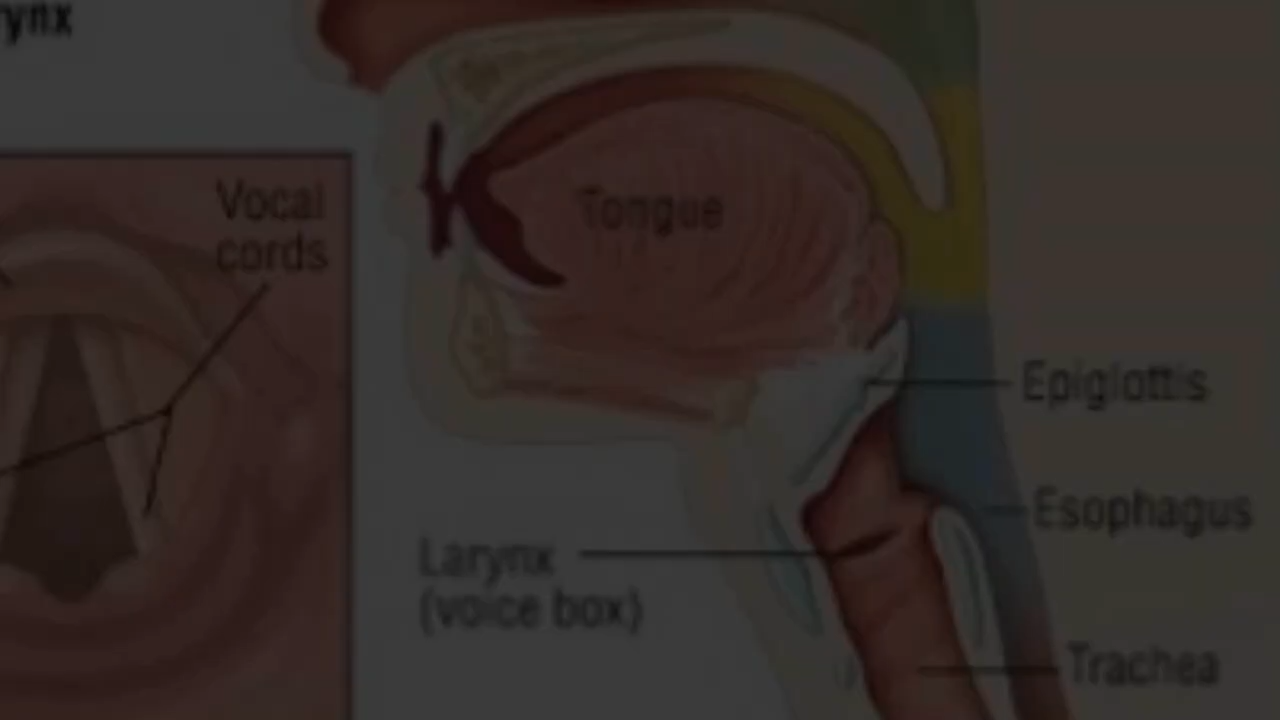 rynx
Vocal
cords
Tongue
Epiglottis
Esophagus
Larynx
(voice box)
Trachea